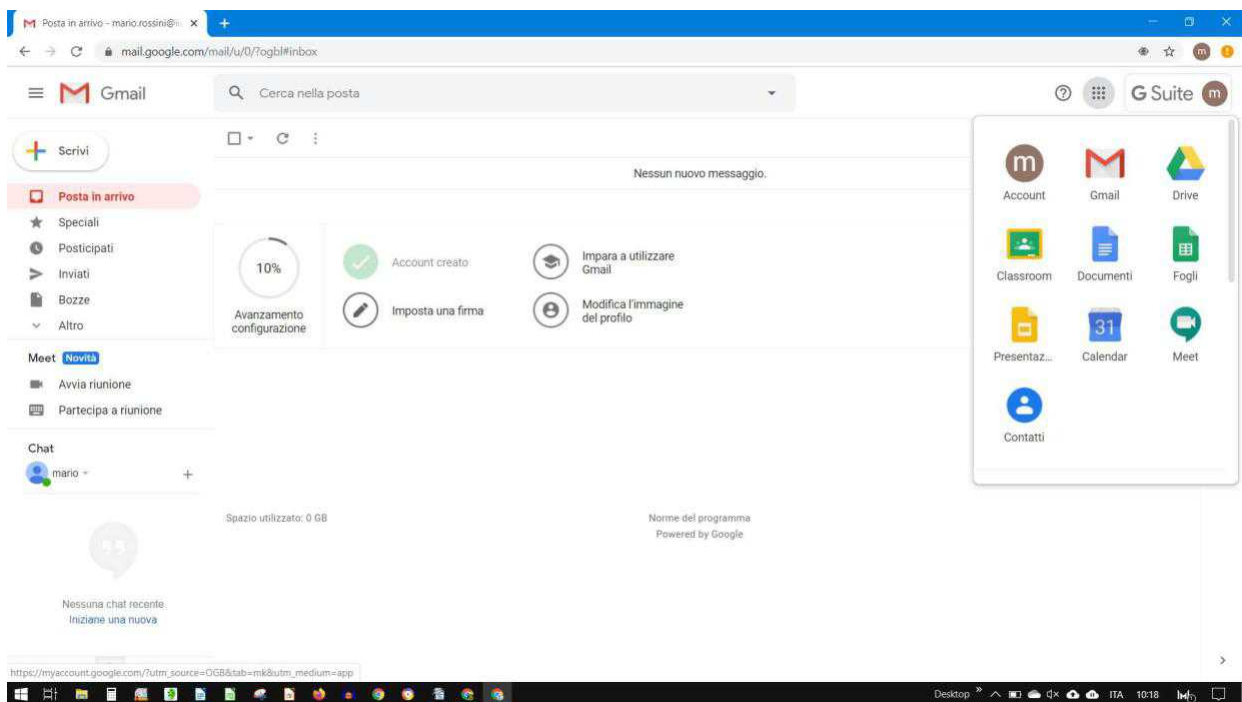 Posta in arrivo - mario.rossini@
mail.google.com/mail/u/0/?ogbl#inbox
Gmail
Cerca nella posta
G Suite
m
Scrivi
Nessun nuovo messaggio.
Posta in arrivo
Speciali
Posticipati
Inviati
Bozze
Altro
10%
Avanzamento
configurazione
Account creato
Imposta una firma
Impara a utilizzare
Gmail
Modifica l'immagine
del profilo
m
Account
Gmail
Drive
Classroom
Documenti
Fogli
31
Presentaz...
Calendar
Meet
Contatti
Meet Novità
Avvia riunione
Partecipa a riunione
Chat
mario
Spazio utilizzato: 0 GB
Norme del programma
Powered by Google
Nessuna chat recente
Iniziane una nuova
https://myaccount.google.com/?utm_source=OGB&tab=mk&utm_medium=app
Desktop
ITA
10:18